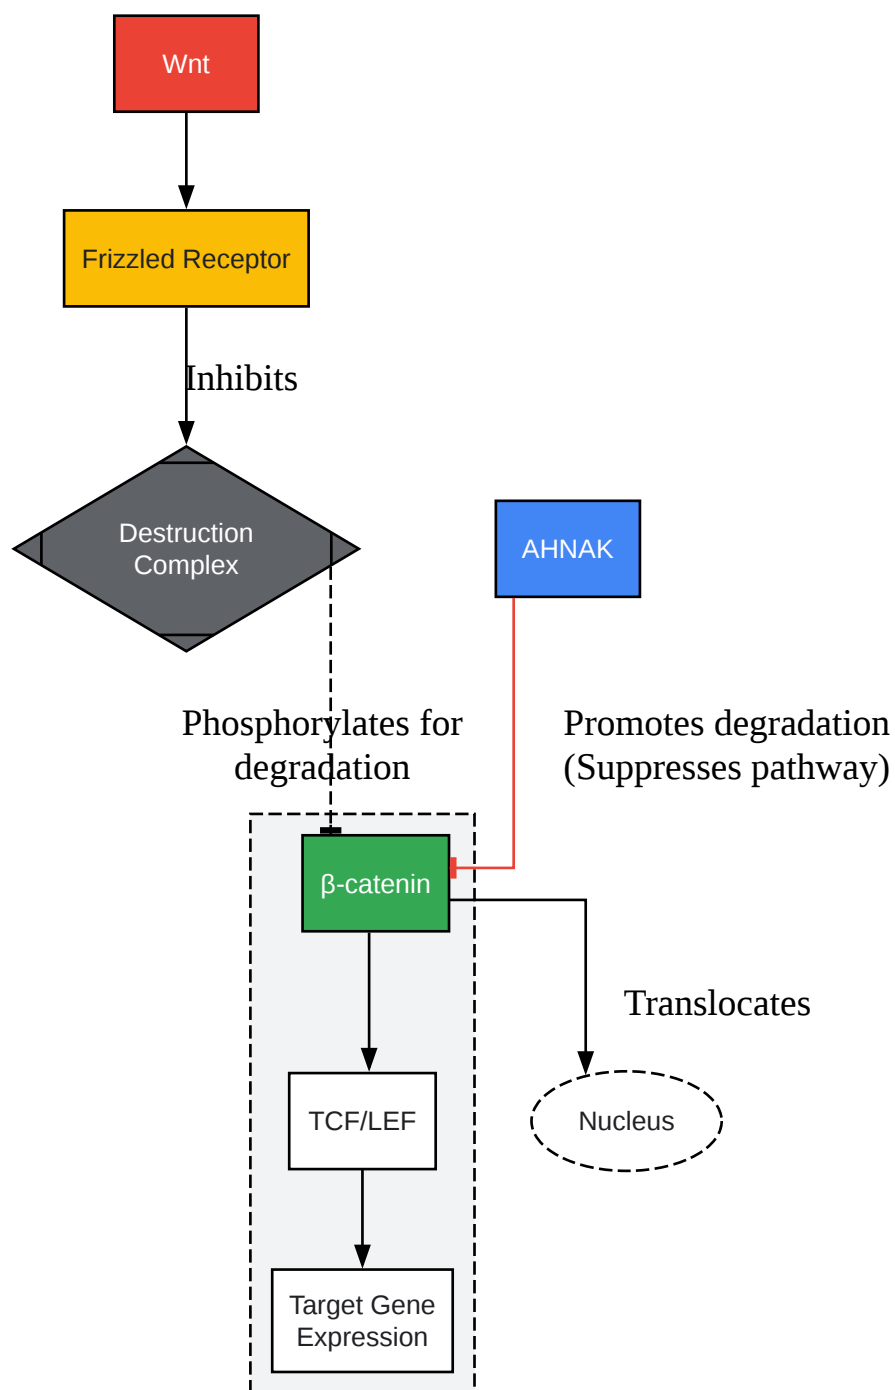 Wnt
Frizzled Receptor
Inhibits
Destruction
Complex
AHNAK
Phosphorylates for
degradation
Promotes degradation
(Suppresses pathway)
β-catenin
Translocates
TCF/LEF
Nucleus
Target Gene
Expression